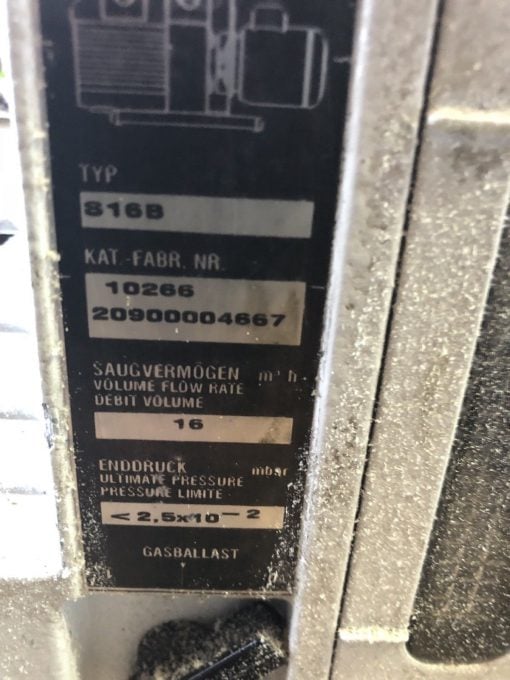 TYP
S16B
KAT.-FABR. NR.
10266
20900004667
SAUGVERMÖGEN m³ h
VOLUME FLOW RATE
DEBIT VOLUME
16
ENDDRUCK mbar
ULTIMATE PRESSURE
PRESSURE LIMITE
< 2,5x10 -2
GASBALLAST